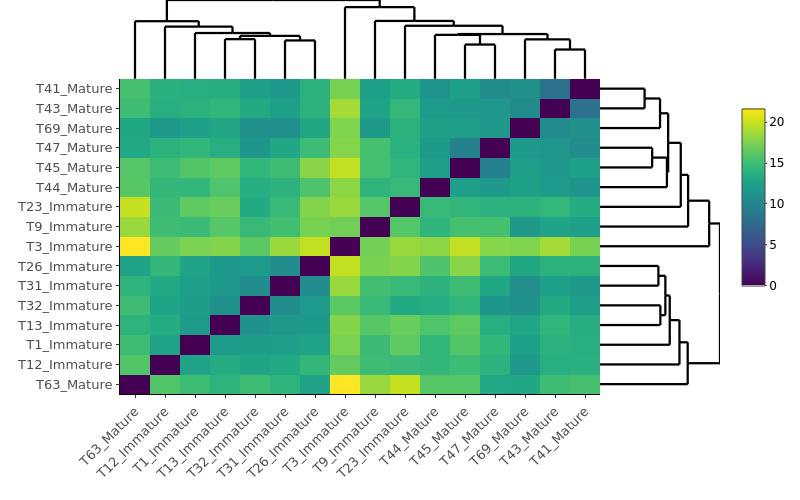 T41_Mature
T43_Mature
T69_Mature
T47_Mature
T45_Mature
T44_Mature
T23_Immature
T9_Immature
T3_Immature
T26_Immature
T31_Immature
T32_Immature
T13_Immature
T1_Immature
T12_Immature
T63_Mature
T63_Mature
T12_Immature
T1_Immature
T13_Immature
T32_Immature
T31_Immature
T26_Immature
T3_Immature
T9_Immature
T23_Immature
T44_Mature
T45_Mature
T47_Mature
T69_Mature
T43_Mature
T41_Mature
20
15
10
5
0